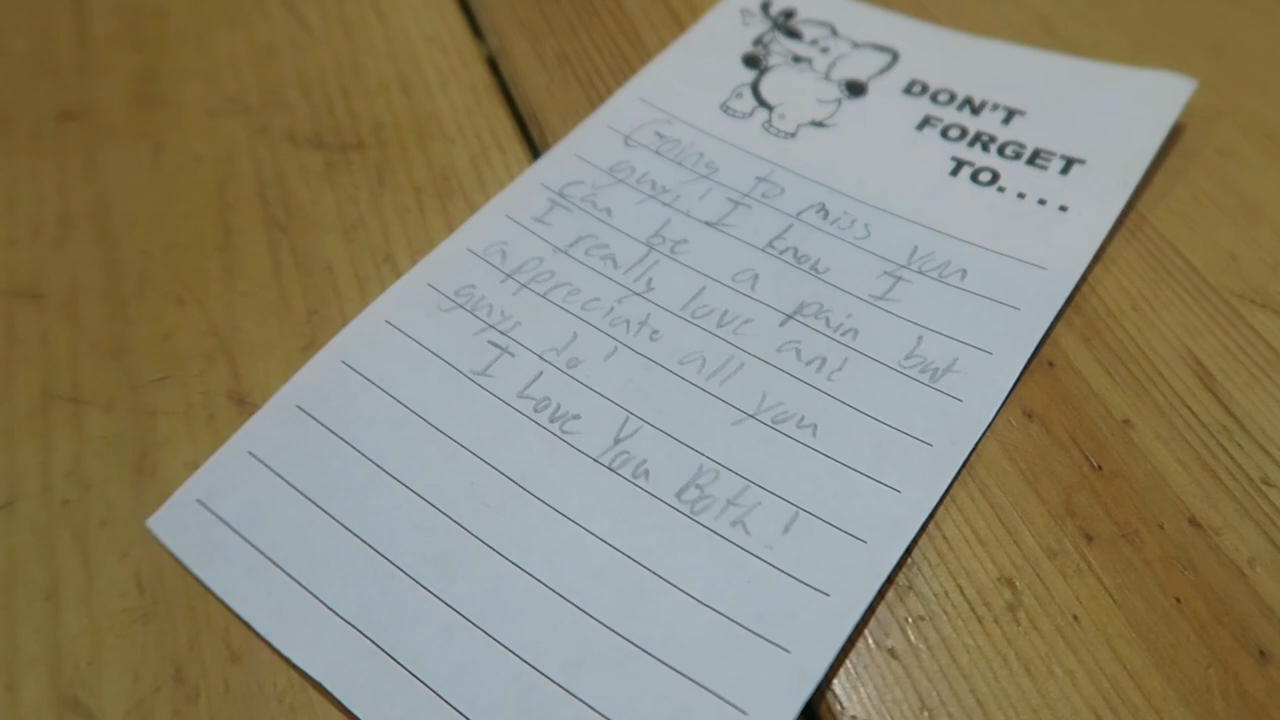 DON'T
FORGET
TO....
Going to miss you
guys! I know I
can be a pain but
I really love and
appreciate all you
guys do!
I Love You Both!